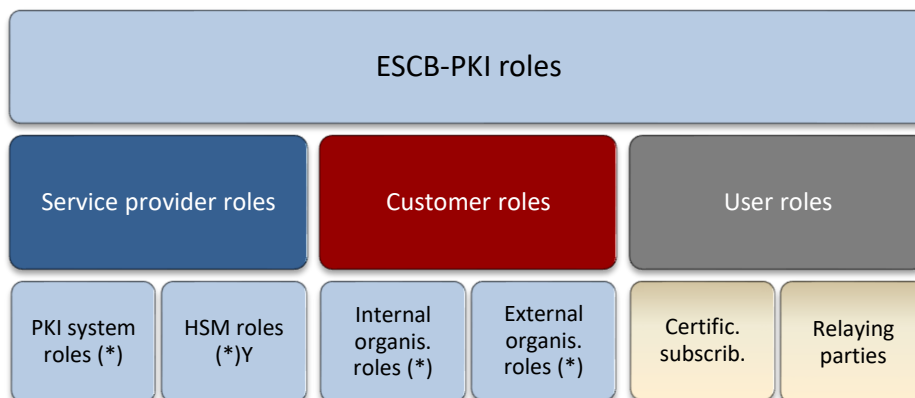 ESCB-PKI roles
Service provider roles
Customer roles
User roles
PKI system
roles (*)
HSM roles
(*)Y
Internal
organis.
roles (*)
External
organis.
roles (*)
Certific.
subscrib.
Relaying
parties